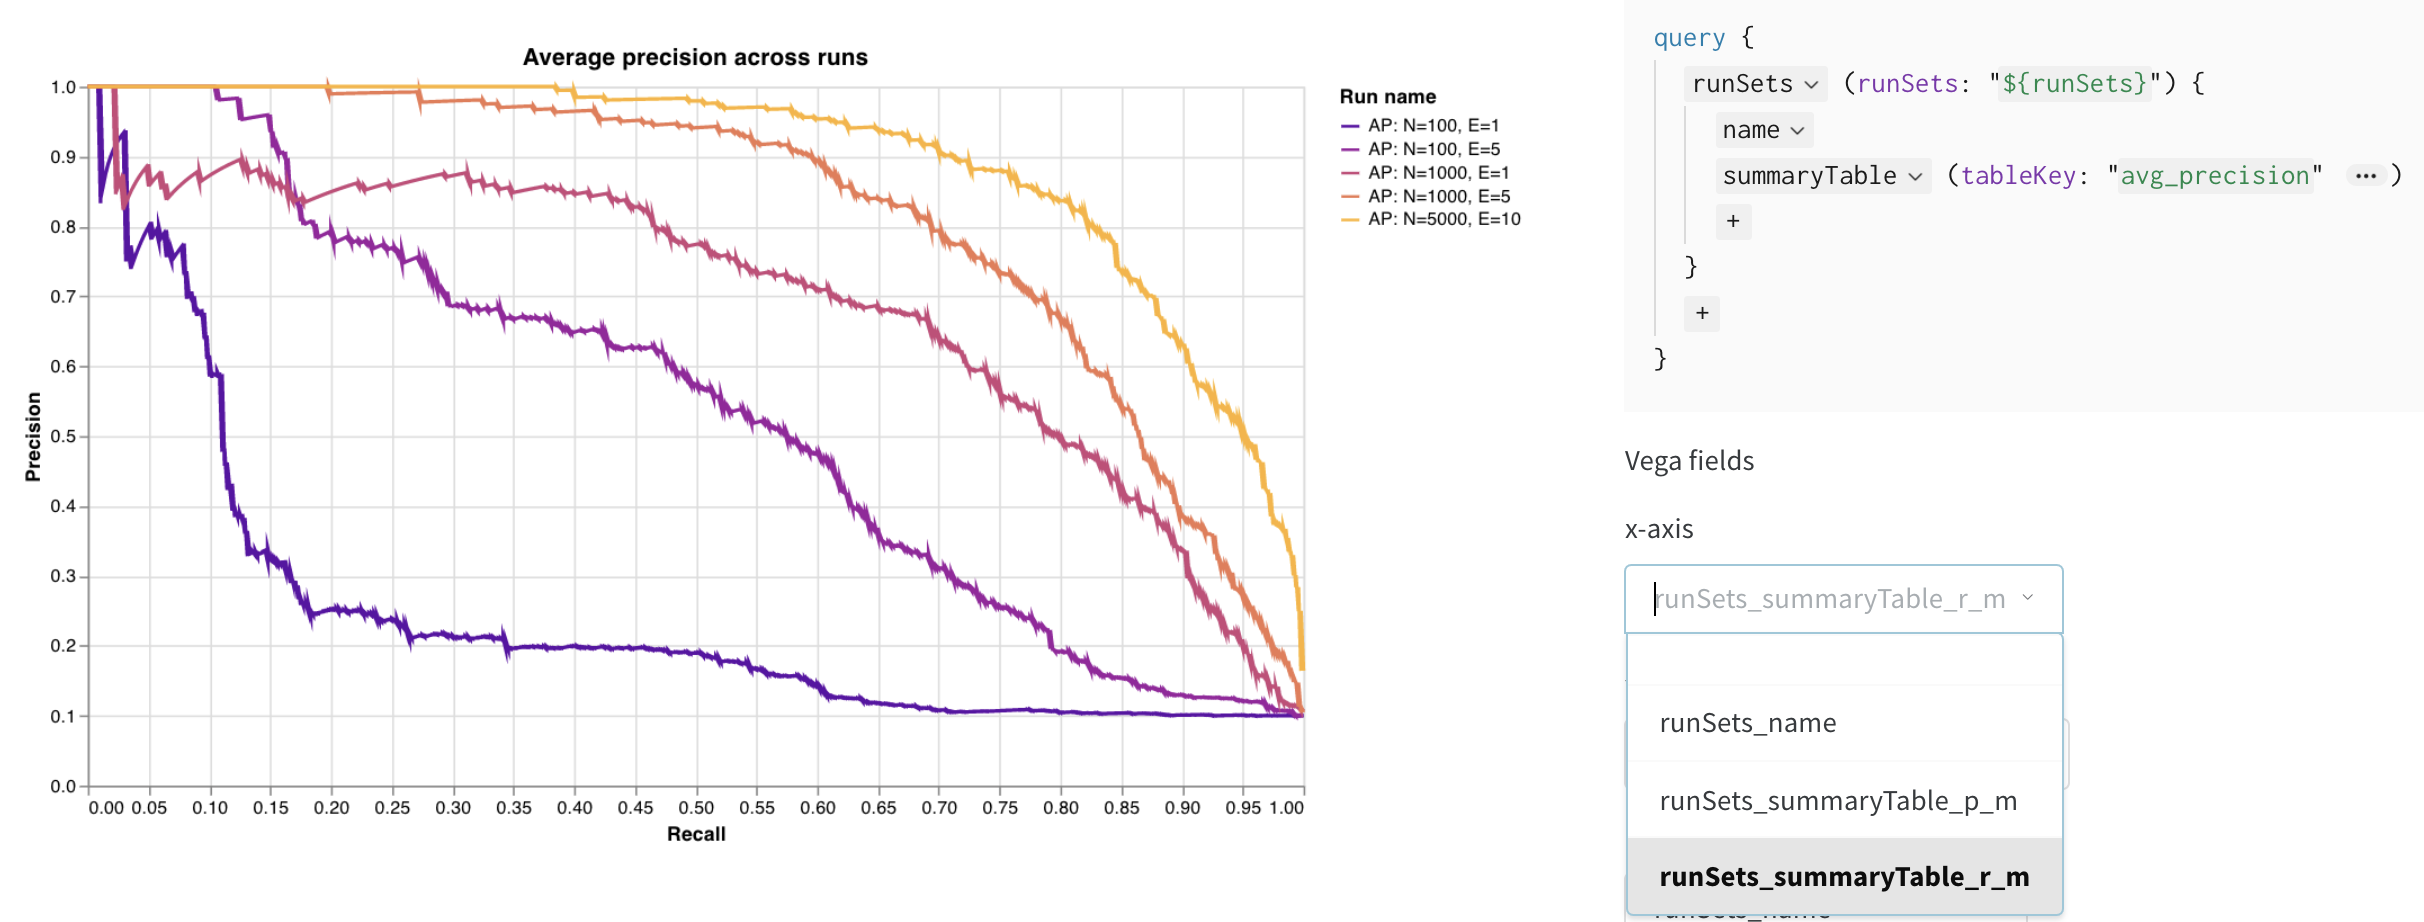 Average precision across runs
Precision
1.0
0.9
0.8
0.7
0.6
0.5
0.4
0.3
0.2
0.1
0.0
0.00 0.05 0.10 0.15 0.20 0.25 0.30 0.35 0.40 0.45 0.50 0.55 0.60 0.65 0.70 0.75 0.80 0.85 0.90 0.95 1.00
Recall
Run name
AP: N=100, E=1
AP: N=100, E=5
AP: N=1000, E=1
AP: N=1000, E=5
AP: N=5000, E=10
query {
runSets (runSets: "${runSets}") {
name
summaryTable (tableKey: "avg_precision" ...)
+
}
+
}
Vega fields
x-axis
runSets_summaryTable_r_m
runSets_name
runSets_summaryTable_p_m
runSets_summaryTable_r_m